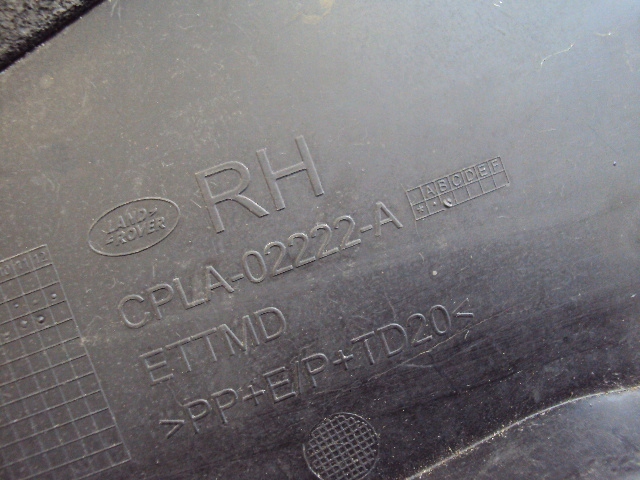 RH
LAND-
-ROVER
CPLA-02222-A
ABCDEF
ETTMD
>PP+E/P+TD20<